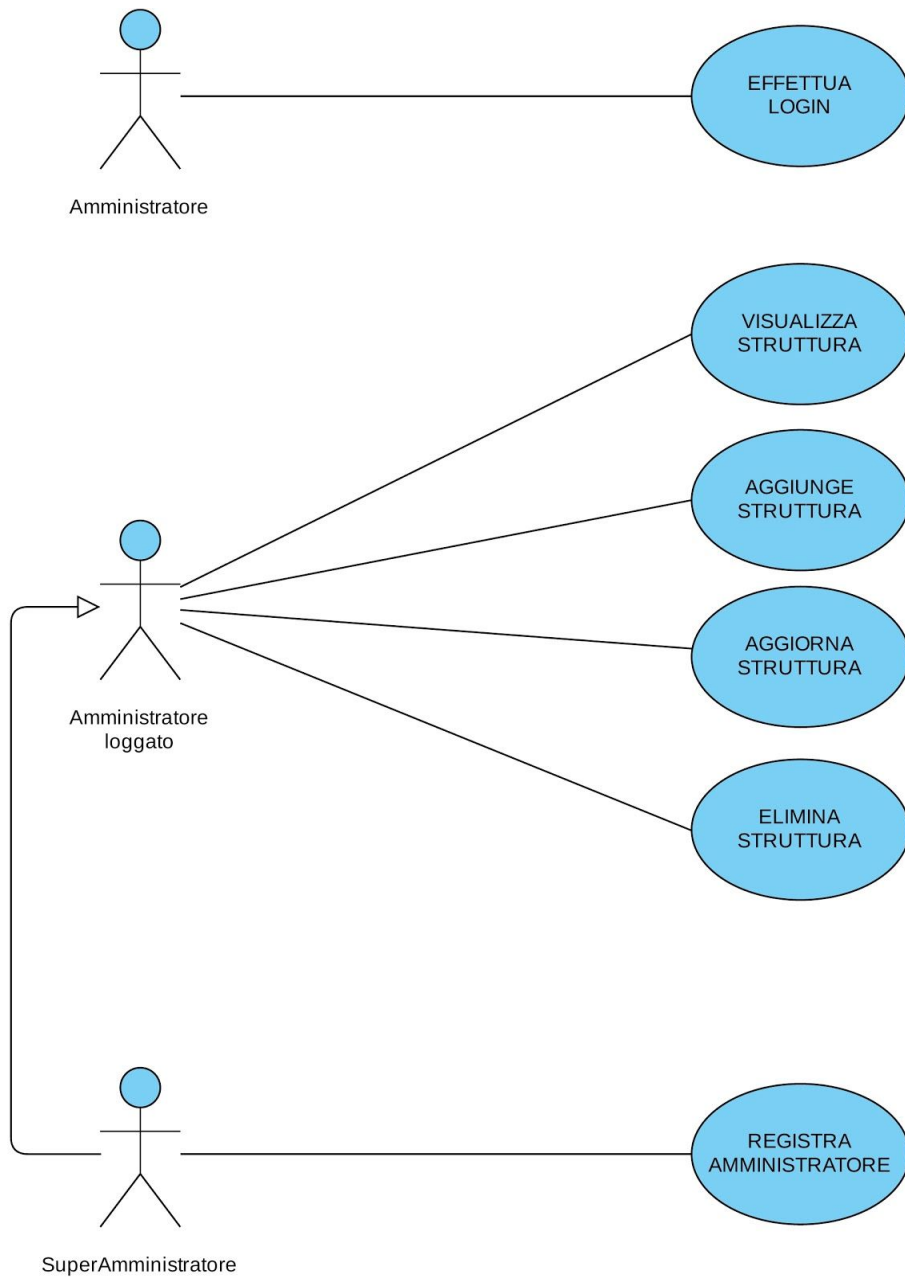 EFFETTUA
LOGIN
Amministratore
VISUALIZZA
STRUTTURA
AGGIUNGE
STRUTTURA
AGGIORNA
STRUTTURA
Amministratore
loggato
ELIMINA
STRUTTURA
REGISTRA
AMMINISTRATORE
SuperAmministratore